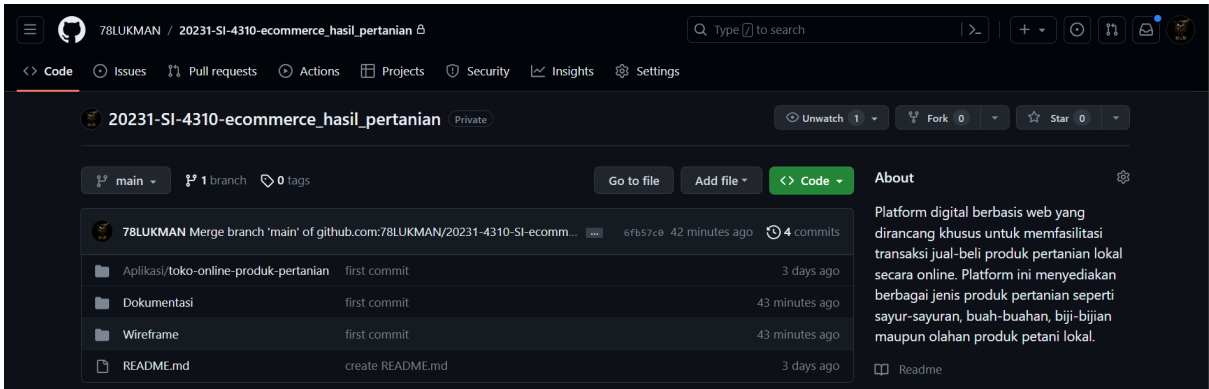 78LUKMAN / 20231-SI-4310-ecommerce_hasil_pertanian
Type / to search
Code Issues Pull requests Actions Projects Security Insights Settings
20231-SI-4310-ecommerce_hasil_pertanian Private
Unwatch 1 Fork 0 Star 0
main 1 branch 0 tags Go to file Add file Code
78LUKMAN Merge branch 'main' of github.com:78LUKMAN/20231-4310-SI-ecomm... ... 6fb57c0 42 minutes ago 4 commits
Aplikasi/toko-online-produk-pertanian first commit 3 days ago
Dokumentasi first commit 43 minutes ago
Wireframe first commit 43 minutes ago
README.md create README.md 3 days ago
About
Platform digital berbasis web yang
dirancang khusus untuk memfasilitasi
transaksi jual-beli produk pertanian lokal
secara online. Platform ini menyediakan
berbagai jenis produk pertanian seperti
sayur-sayuran, buah-buahan, biji-bijian
maupun olahan produk petani lokal.
Readme